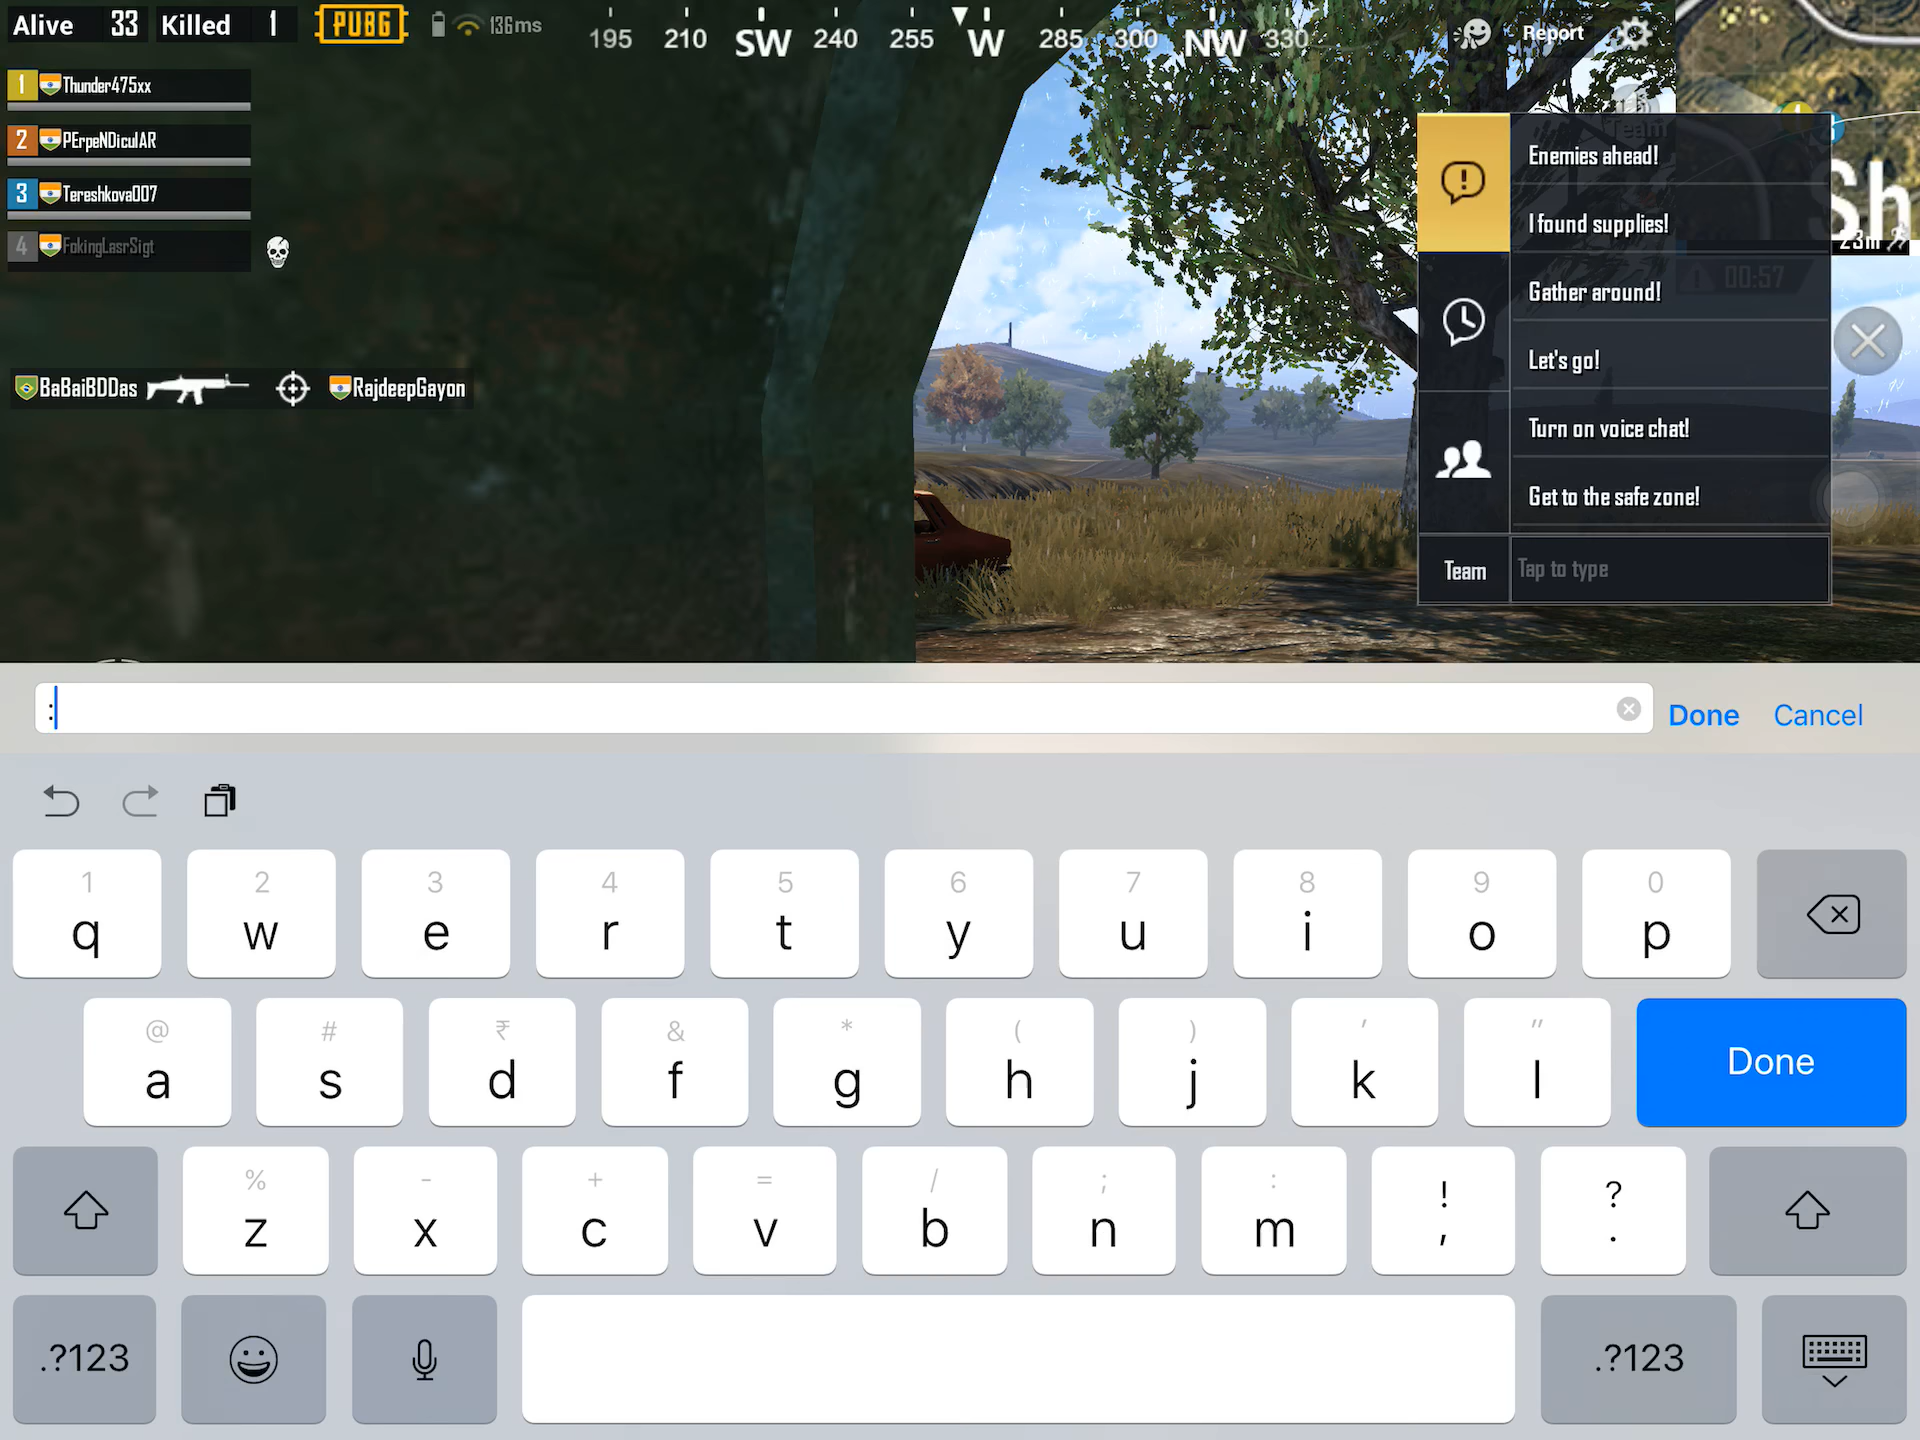 Alive 33 Killed 1 PUBG 136ms
195 210 SW 240 255 W 285 300 NW 330
Report
1 Thunder475xx
2 PErpeNDiculAR
3 Tereshkova007
4 FokingLasrSigt
BaBaiBDDas RajdeepGayon
Team
Enemies ahead!
I found supplies!
Gather around!
Let's go!
Turn on voice chat!
Get to the safe zone!
Team Tap to type
Sh
23m
00:57
:
Done Cancel
1 2 3 4 5 6 7 8 9 0
q w e r t y u i o p
@ # ₹ & * ( ) ' "
a s d f g h j k l Done
% - + = / ; : ! ?
z x c v b n m , .
.?123 .?123